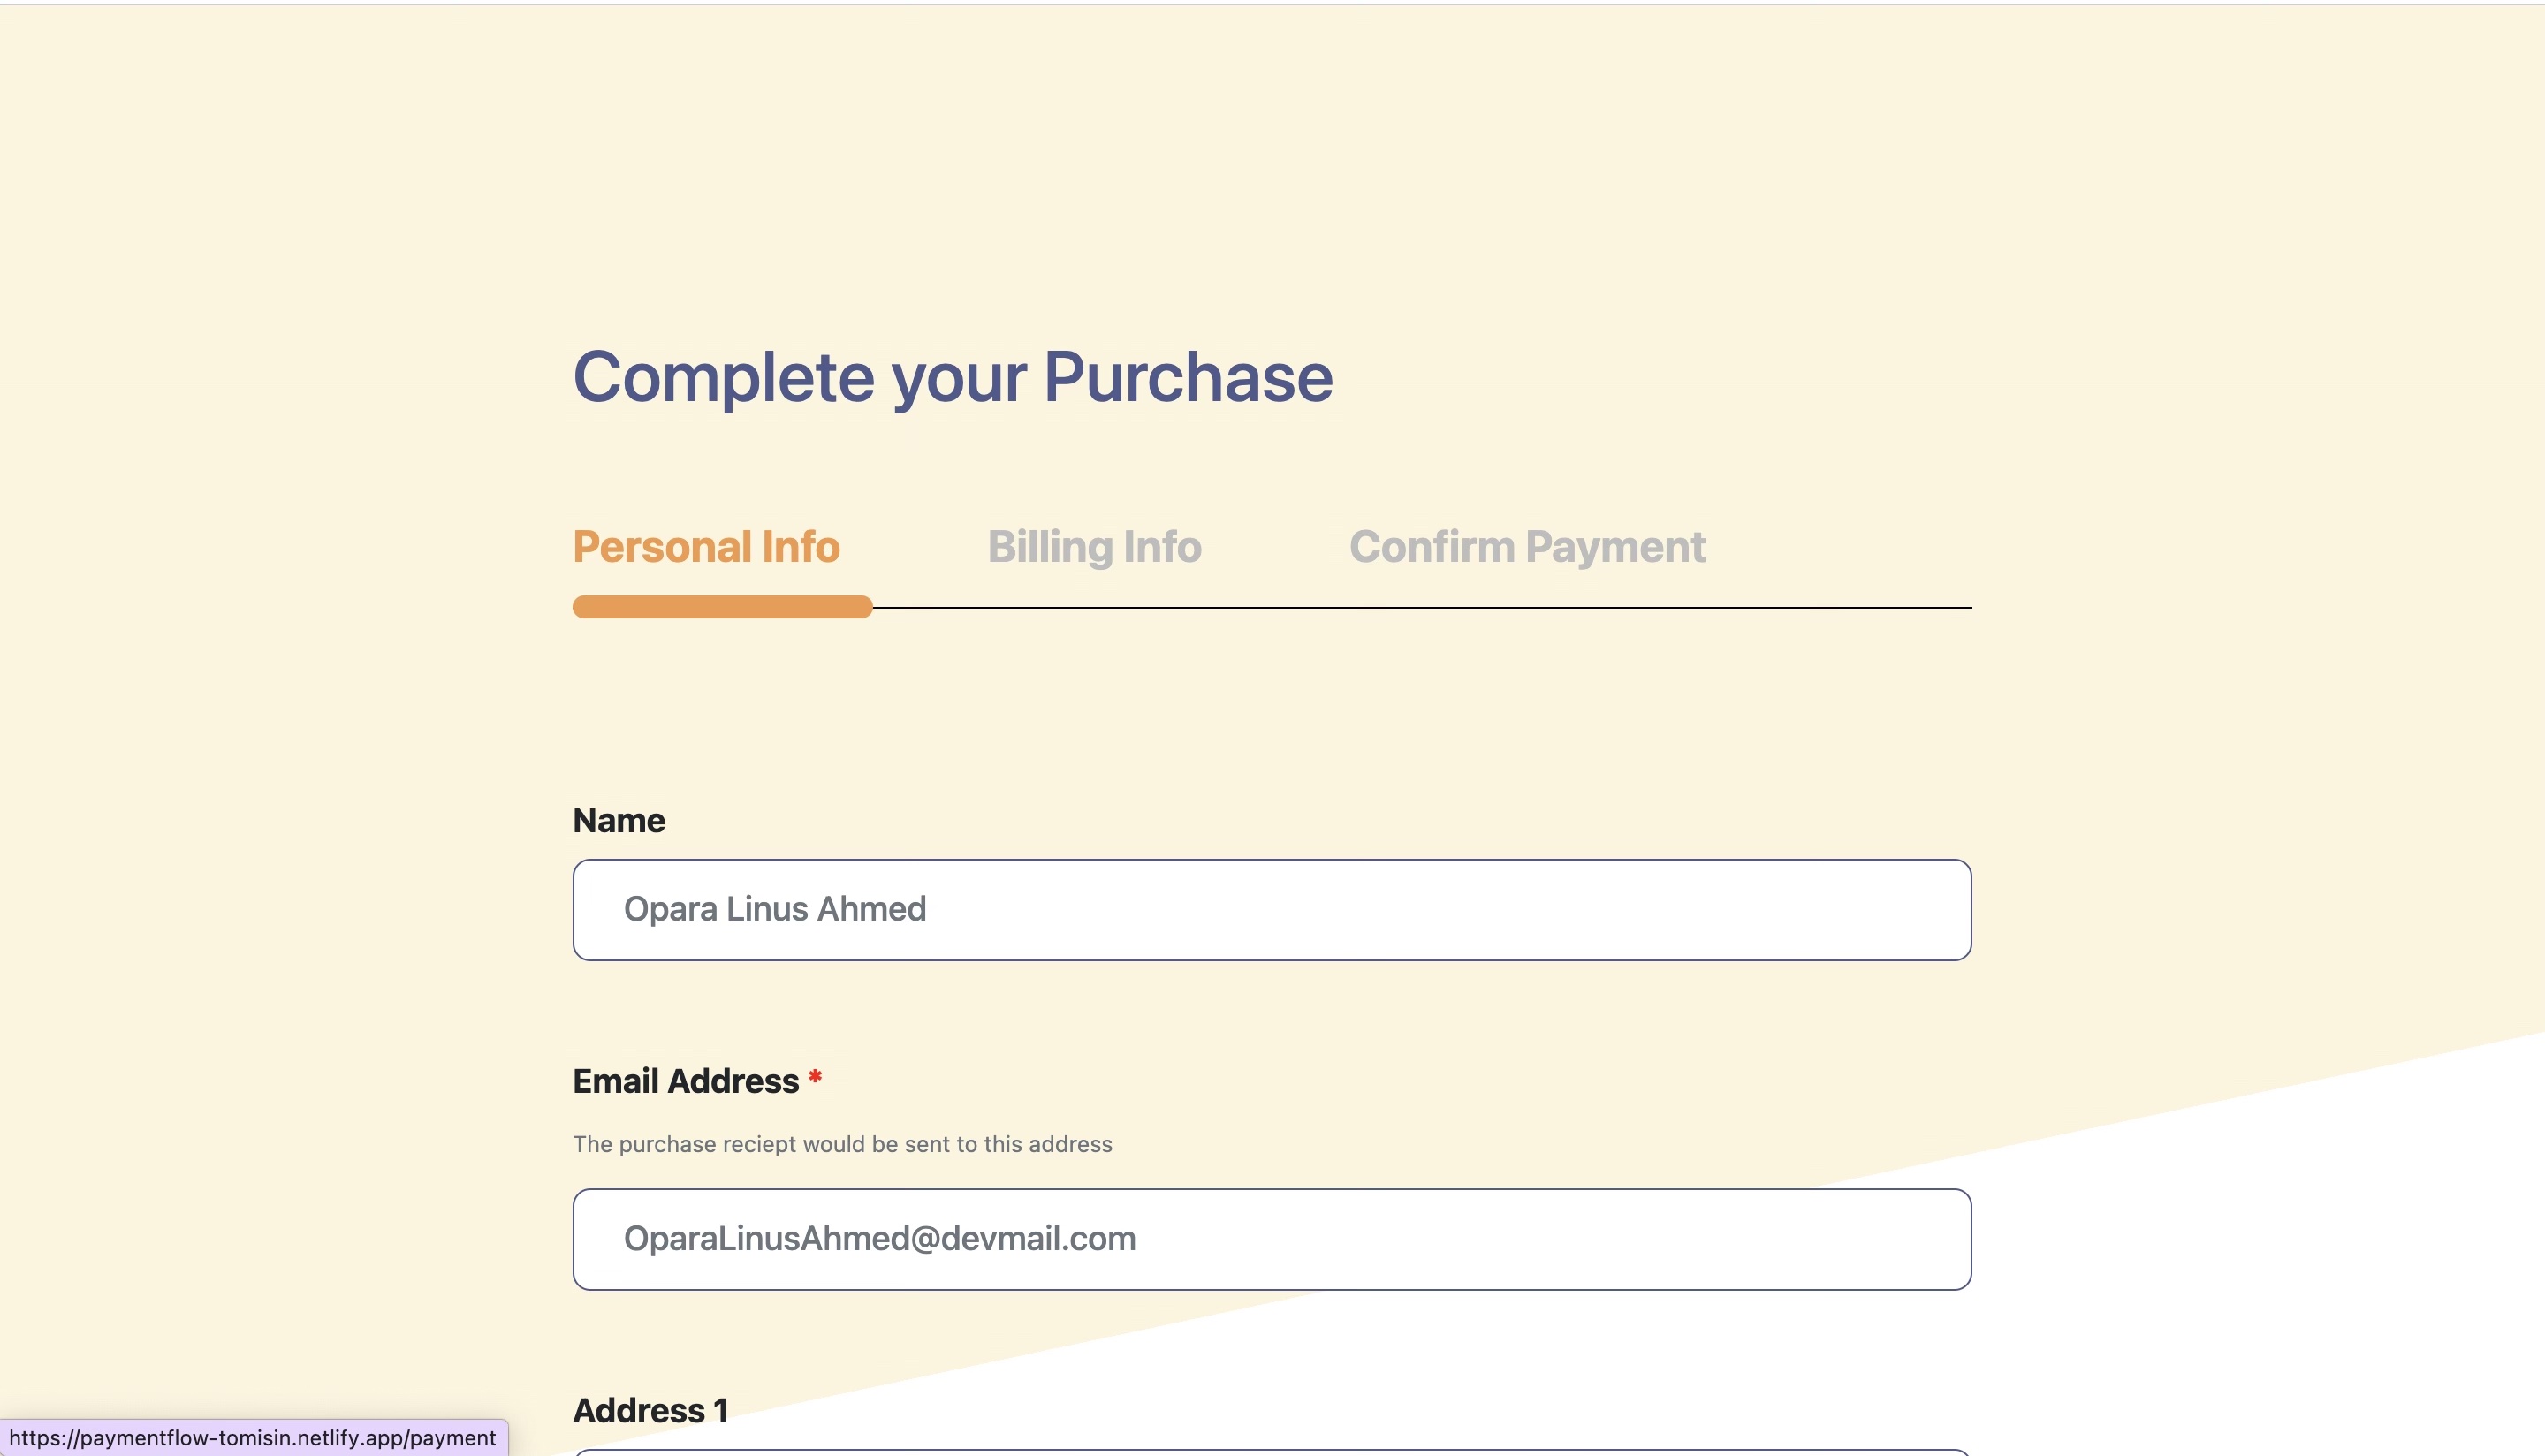 Complete your Purchase
Personal Info Billing Info Confirm Payment
Name
Opara Linus Ahmed
Email Address *
The purchase reciept would be sent to this address
OparaLinusAhmed@devmail.com
Address 1
https://paymentflow-tomisin.netlify.app/payment